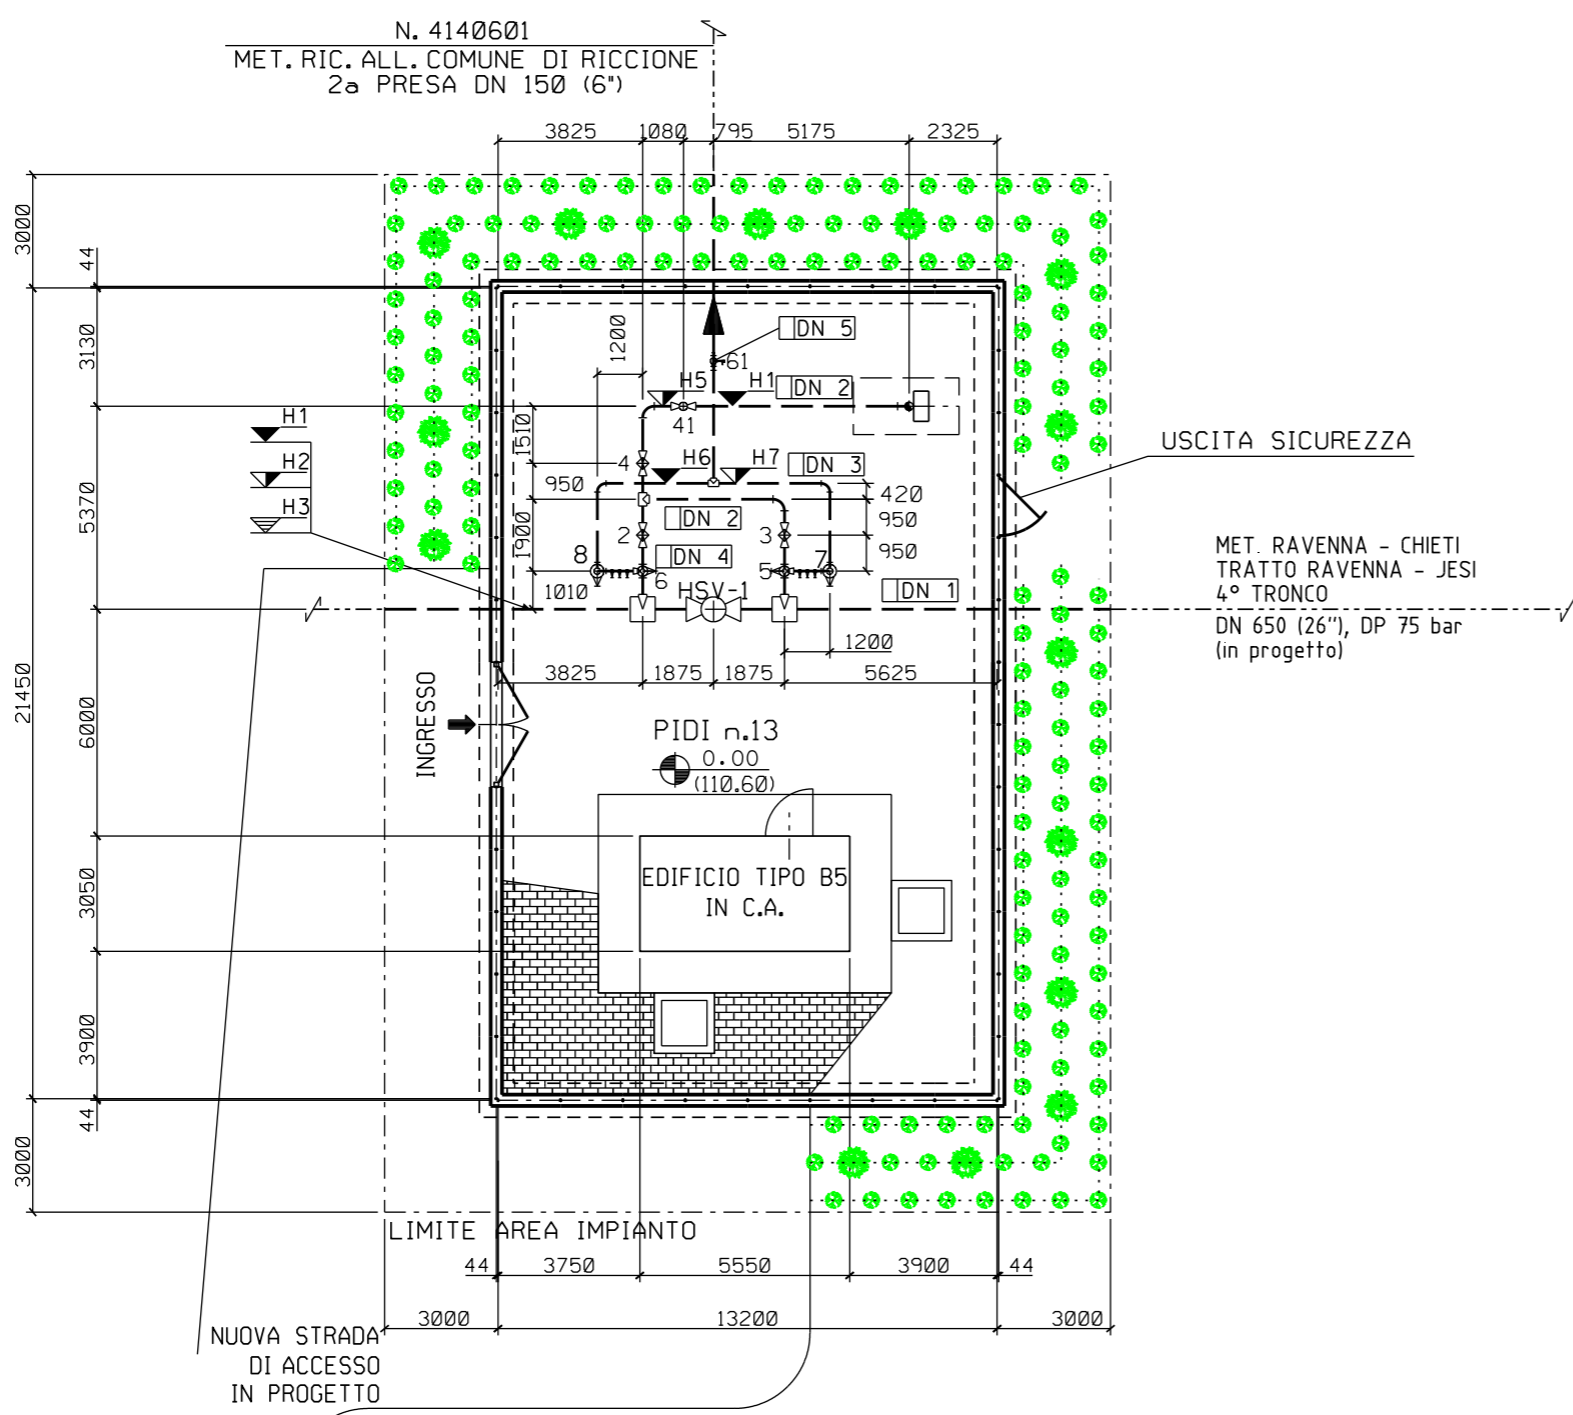 N. 4140601
MET. RIC. ALL. COMUNE DI RICCIONE
2a PRESA DN 150 (6")
3825 1080 795 5175 2325
3000
44
3130
5370
21450
6000
3050
3900
44
3000
H1
H2
H3
1200
DN 5
61
H5 H1 DN 2
41
1510
4
H6 H7 DN 3
950
420
DN 2
950
1900
2
3
DN 4
950
8
6
5
7
1010
HSV-1
DN 1
1200
3825 1875 1875 5625
USCITA SICUREZZA
MET. RAVENNA - CHIETI
TRATTO RAVENNA - JESI
4° TRONCO
DN 650 (26"), DP 75 bar
(in progetto)
INGRESSO
PIDI n.13
0.00
(110.60)
EDIFICIO TIPO B5
IN C.A.
LIMITE AREA IMPIANTO
44 3750 5550 3900 44
3000 13200 3000
NUOVA STRADA
DI ACCESSO
IN PROGETTO